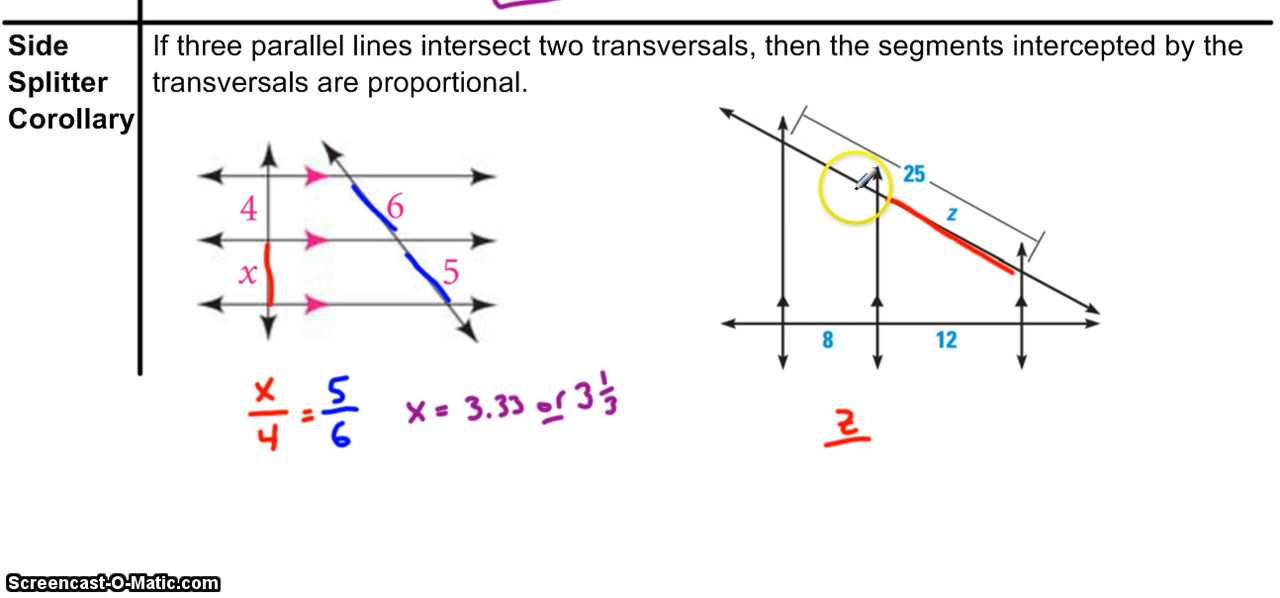 Side Splitter Corollary
If three parallel lines intersect two transversals, then the segments intercepted by the
transversals are proportional.
4
6
x
5
x/4 = 5/6
x = 3.33 or 3 1/3
25
z
8
12
z
Screencast-O-Matic.com